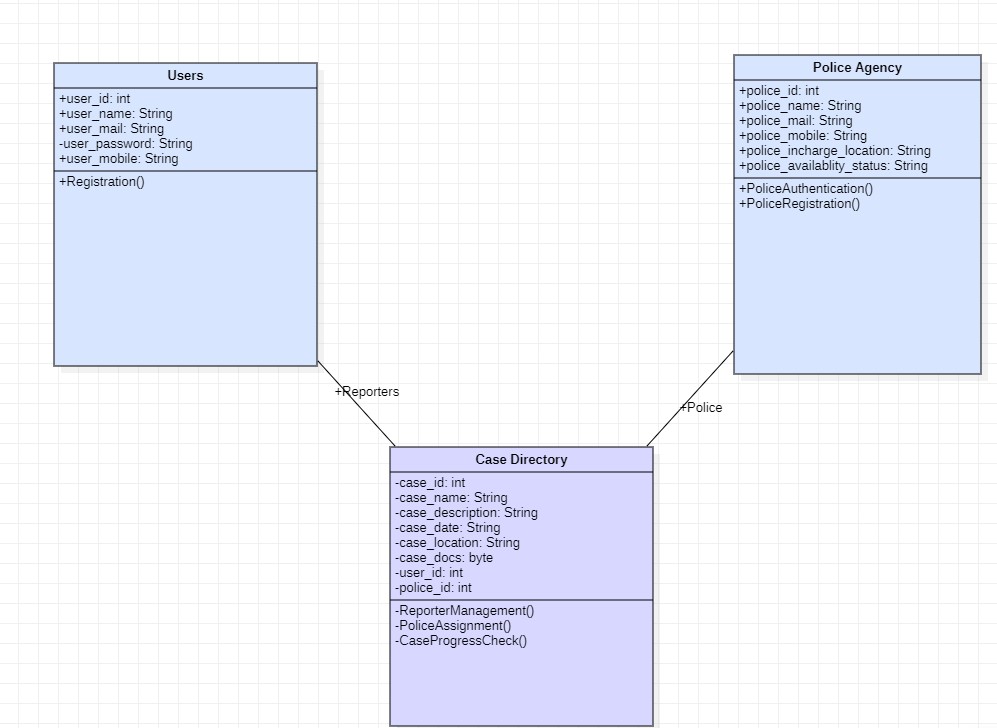 Users
+user_id: int
+user_name: String
+user_mail: String
-user_password: String
+user_mobile: String
+Registration()
Police Agency
+police_id: int
+police_name: String
+police_mail: String
+police_mobile: String
+police_incharge_location: String
+police_availablity_status: String
+PoliceAuthentication()
+PoliceRegistration()
+Reporters
+Police
Case Directory
-case_id: int
-case_name: String
-case_description: String
-case_date: String
-case_location: String
-case_docs: byte
-user_id: int
-police_id: int
-ReporterManagement()
-PoliceAssignment()
-CaseProgressCheck()